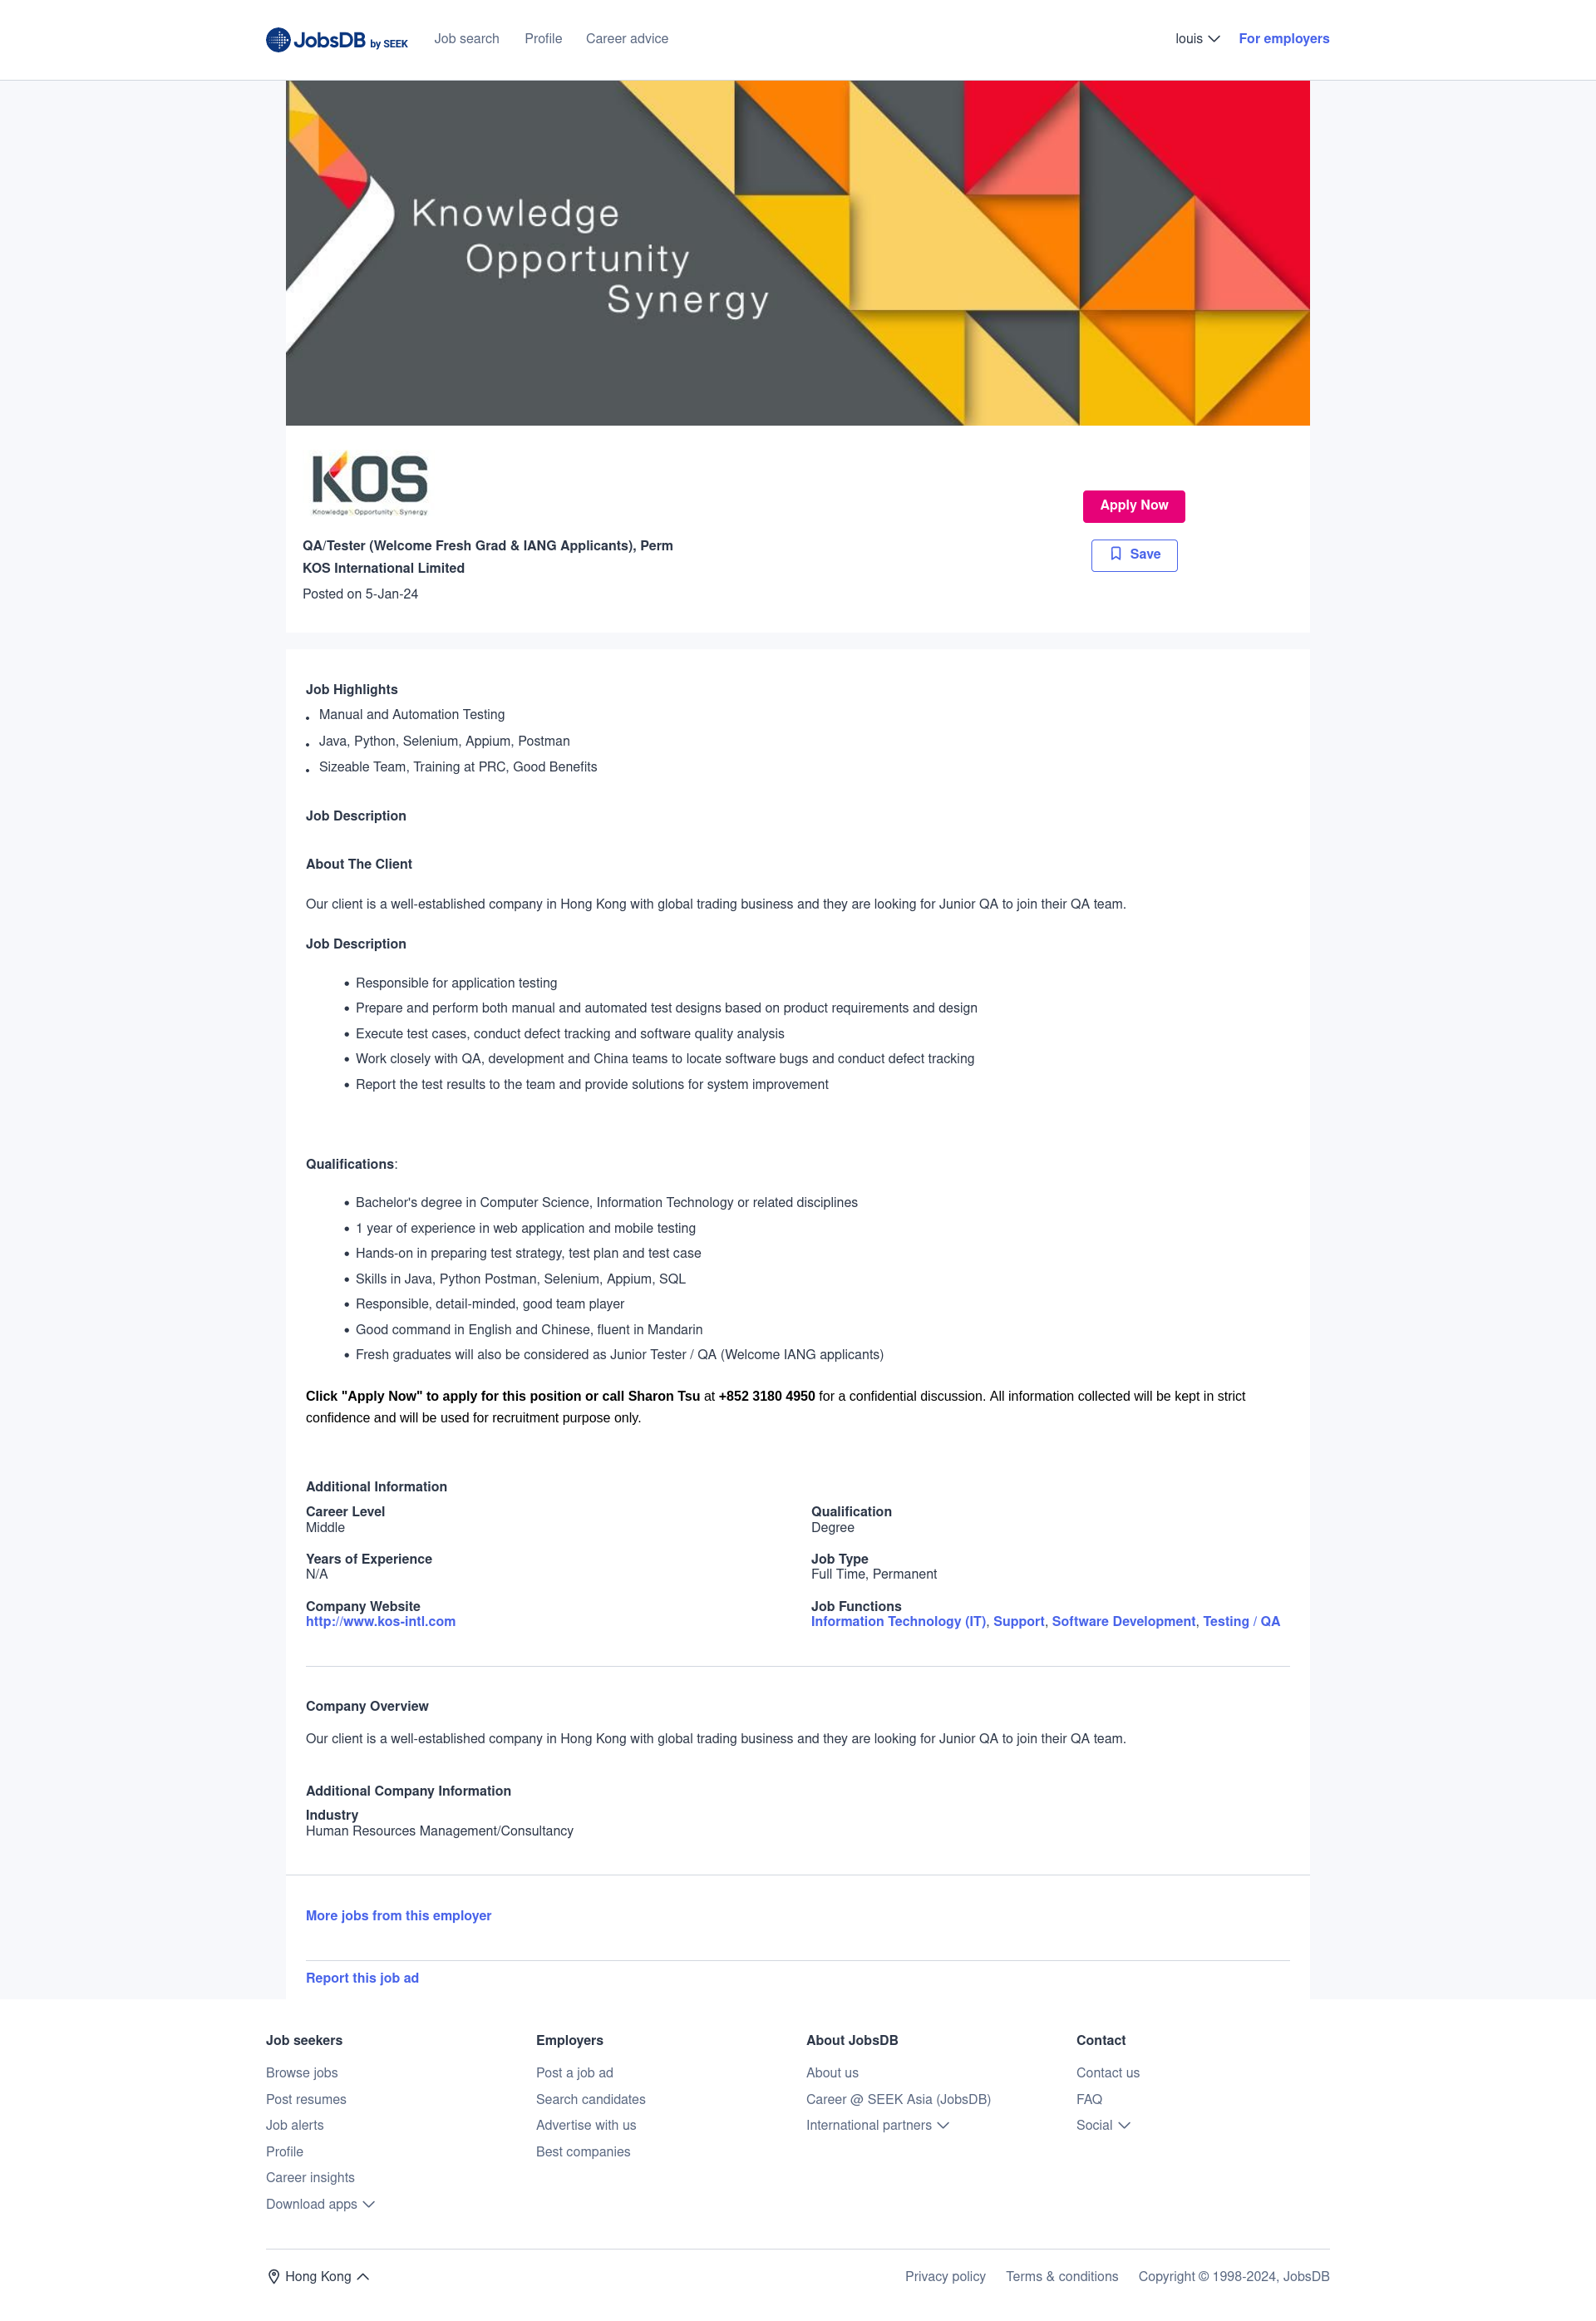 JobsDB by SEEK
Job search Profile Career advice
louis For employers
Knowledge
Opportunity
Synergy
KOS
Knowledge\Opportunity\Synergy
Apply Now
Save
QA/Tester (Welcome Fresh Grad & IANG Applicants), Perm
KOS International Limited
Posted on 5-Jan-24
Job Highlights
• Manual and Automation Testing
• Java, Python, Selenium, Appium, Postman
• Sizeable Team, Training at PRC, Good Benefits
Job Description
About The Client
Our client is a well-established company in Hong Kong with global trading business and they are looking for Junior QA to join their QA team.
Job Description
• Responsible for application testing
• Prepare and perform both manual and automated test designs based on product requirements and design
• Execute test cases, conduct defect tracking and software quality analysis
• Work closely with QA, development and China teams to locate software bugs and conduct defect tracking
• Report the test results to the team and provide solutions for system improvement
Qualifications:
• Bachelor's degree in Computer Science, Information Technology or related disciplines
• 1 year of experience in web application and mobile testing
• Hands-on in preparing test strategy, test plan and test case
• Skills in Java, Python Postman, Selenium, Appium, SQL
• Responsible, detail-minded, good team player
• Good command in English and Chinese, fluent in Mandarin
• Fresh graduates will also be considered as Junior Tester / QA (Welcome IANG applicants)
Click "Apply Now" to apply for this position or call Sharon Tsu at +852 3180 4950 for a confidential discussion. All information collected will be kept in strict
confidence and will be used for recruitment purpose only.
Additional Information
Career Level
Middle
Qualification
Degree
Years of Experience
N/A
Job Type
Full Time, Permanent
Company Website
http://www.kos-intl.com
Job Functions
Information Technology (IT), Support, Software Development, Testing / QA
Company Overview
Our client is a well-established company in Hong Kong with global trading business and they are looking for Junior QA to join their QA team.
Additional Company Information
Industry
Human Resources Management/Consultancy
More jobs from this employer
Report this job ad
Job seekers
Browse jobs
Post resumes
Job alerts
Profile
Career insights
Download apps
Employers
Post a job ad
Search candidates
Advertise with us
Best companies
About JobsDB
About us
Career @ SEEK Asia (JobsDB)
International partners
Contact
Contact us
FAQ
Social
Hong Kong
Privacy policy Terms & conditions Copyright © 1998-2024, JobsDB